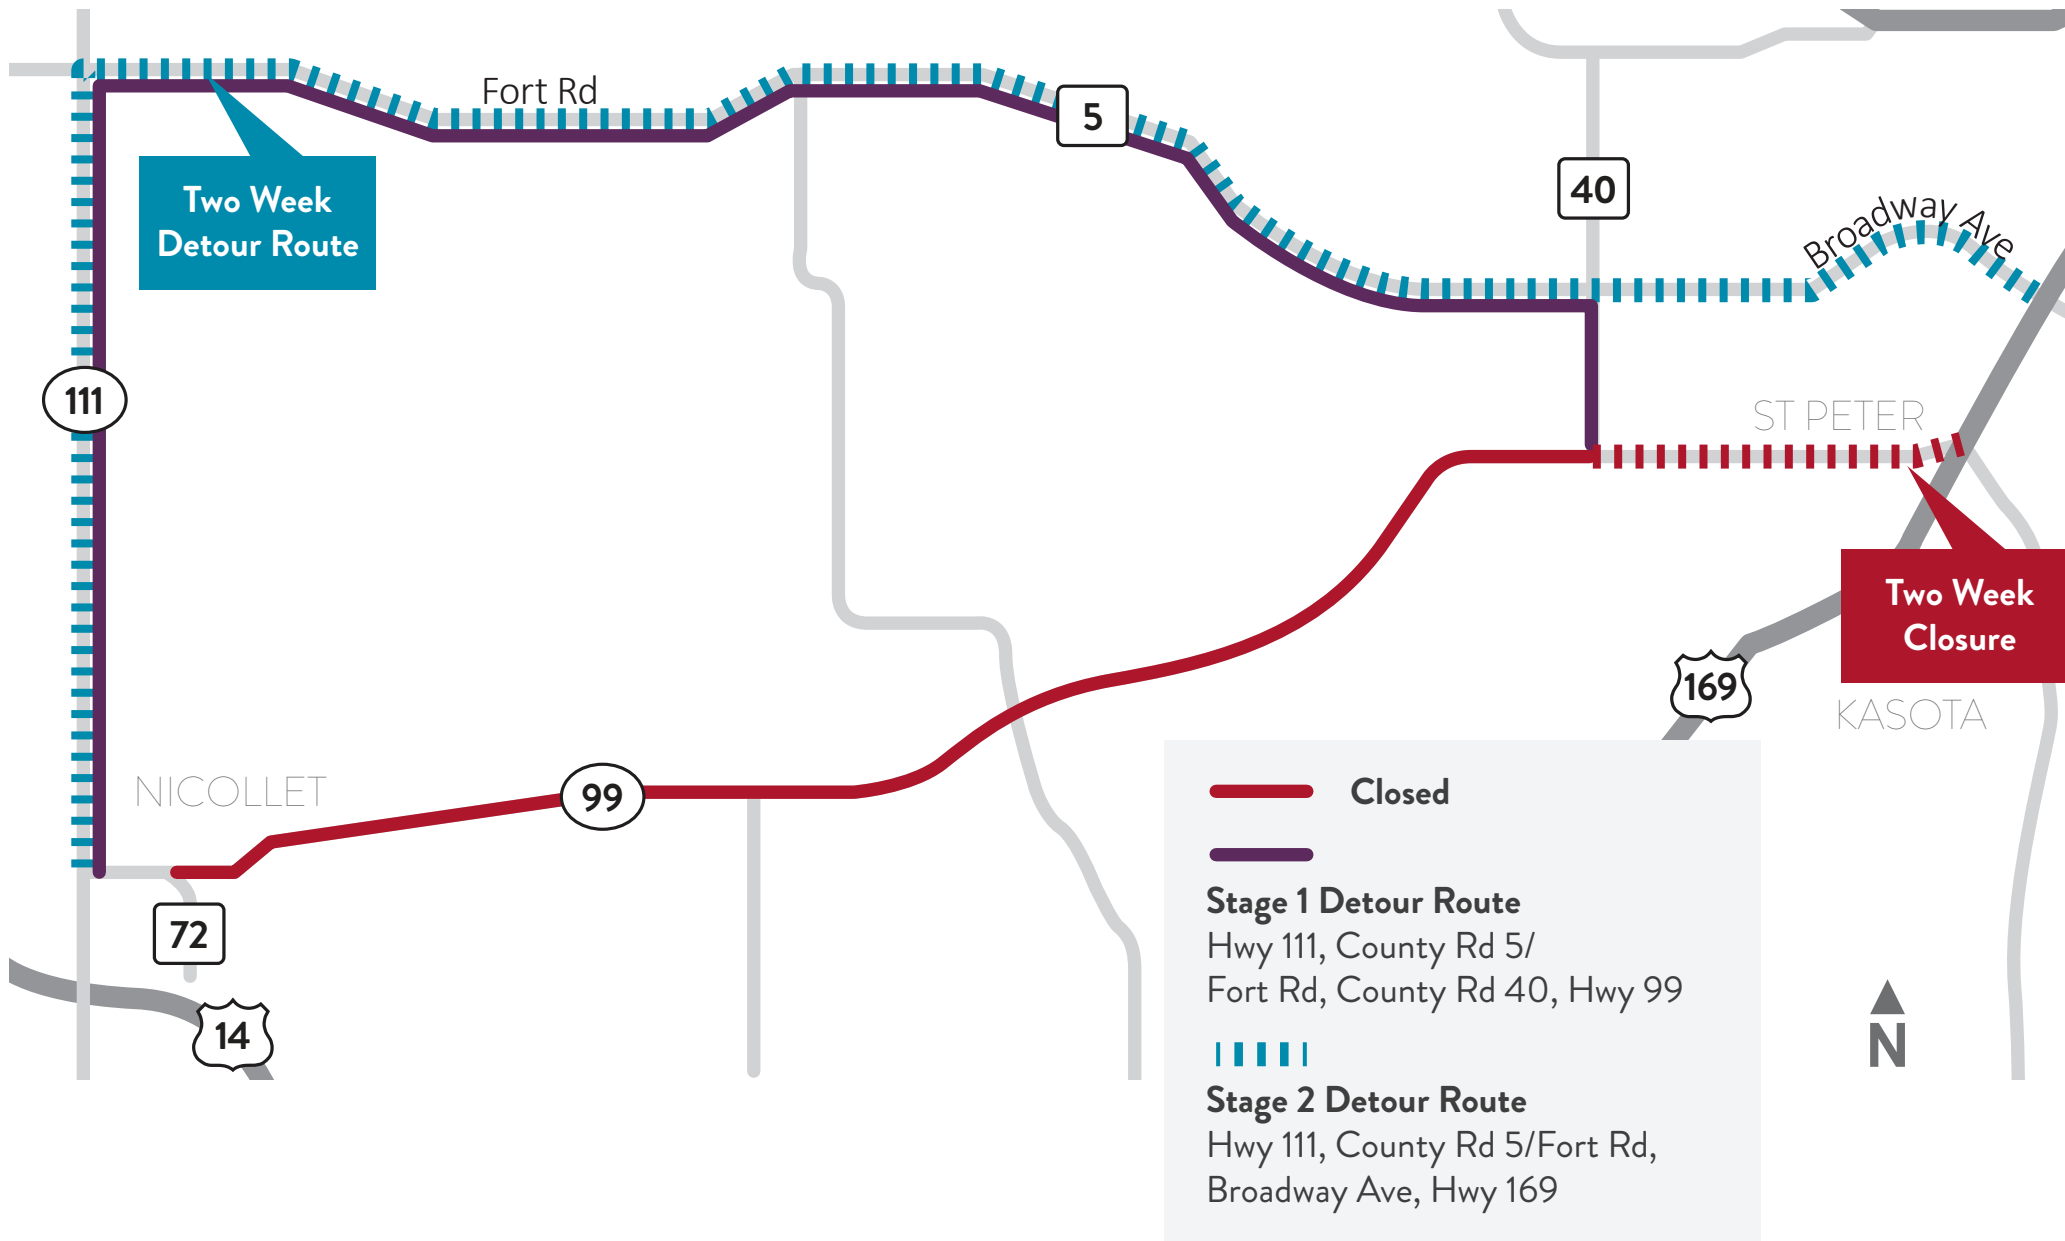 Fort Rd
5
40
Broadway Ave
Two Week
Detour Route
111
ST PETER
Two Week
Closure
169
KASOTA
NICOLLET
99
72
14
Closed
Stage 1 Detour Route
Hwy 111, County Rd 5/
Fort Rd, County Rd 40, Hwy 99
Stage 2 Detour Route
Hwy 111, County Rd 5/Fort Rd,
Broadway Ave, Hwy 169
N